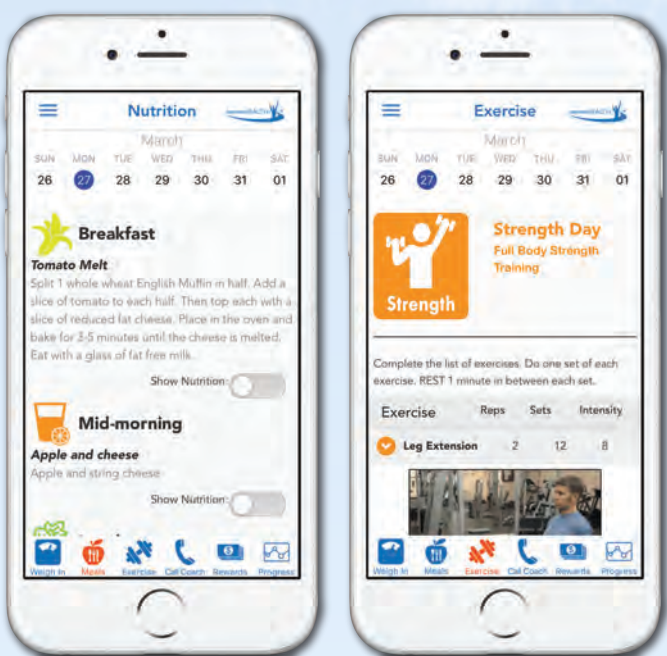 Nutrition
March
SUN MON TUE WED THU FRI SAT
26 27 28 29 30 31 01
Breakfast
Tomato Melt
Split 1 whole wheat English Muffin in half. Add a
slice of tomato to each half. Then top each with a
slice of reduced fat cheese. Place in the oven and
bake for 3-5 minutes until the cheese is melted.
Eat with a glass of fat free milk.
Show Nutrition:
Mid-morning
Apple and cheese
Apple and string cheese
Show Nutrition:
Weigh In Meals Exercise Call Coach Rewards Progress
Exercise
March
SUN MON TUE WED THU FRI SAT
26 27 28 29 30 31 01
Strength
Strength Day
Full Body Strength
Training
Complete the list of exercises. Do one set of each
exercise. REST 1 minute in between each set.
Exercise Reps Sets Intensity
Leg Extension 2 12 8
Weigh In Meals Exercise Call Coach Rewards Progress